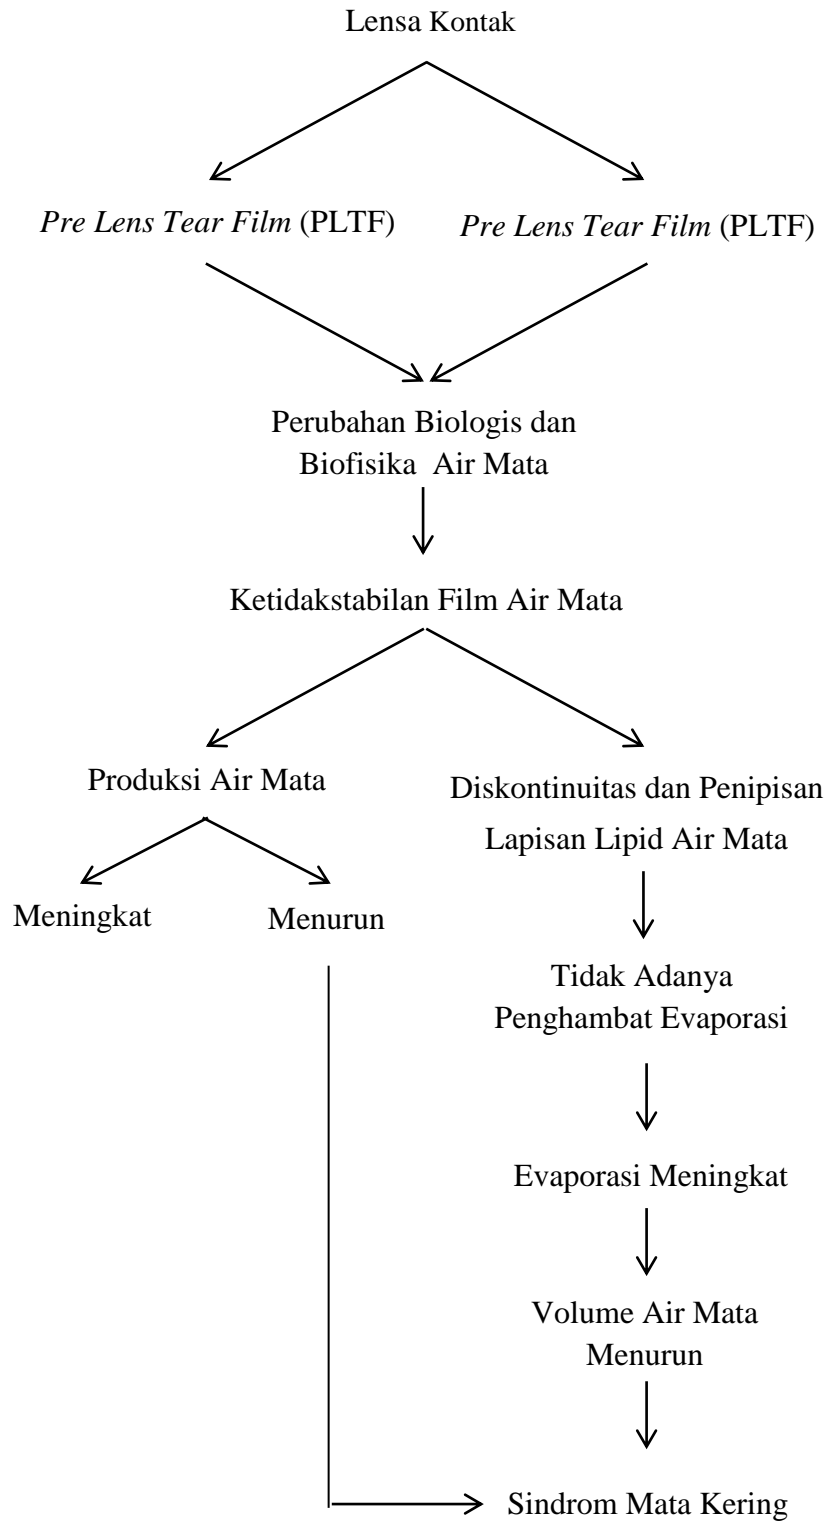 Lensa Kontak
Pre Lens Tear Film (PLTF)
Pre Lens Tear Film (PLTF)
Perubahan Biologis dan
Biofisika Air Mata
Ketidakstabilan Film Air Mata
Produksi Air Mata
Meningkat
Menurun
Diskontinuitas dan Penipisan
Lapisan Lipid Air Mata
Tidak Adanya
Penghambat Evaporasi
Evaporasi Meningkat
Volume Air Mata
Menurun
Sindrom Mata Kering